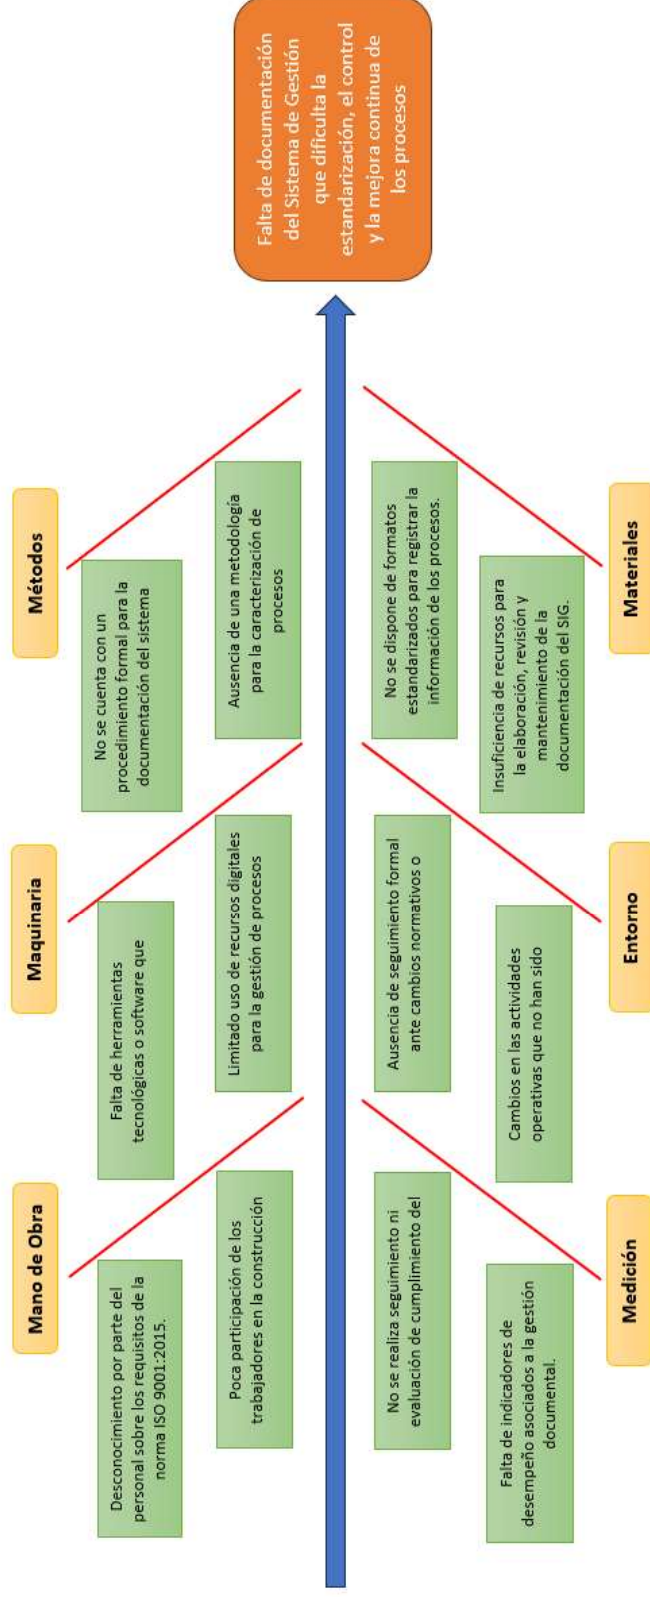 Mano de Obra
Maquinaria
Métodos
Desconocimiento por parte del
personal sobre los requisitos de la
norma ISO 9001:2015.
Falta de herramientas
tecnológicas o software que
No se cuenta con un
procedimiento formal para la
documentación del sistema
Poca participación de los
trabajadores en la construcción
Limitado uso de recursos digitales
para la gestión de procesos
Ausencia de una metodología
para la caracterización de
procesos
Falta de documentación
del Sistema de Gestión
que dificulta la
estandarización, el control
y la mejora continua de
los procesos
No se realiza seguimiento ni
evaluación de cumplimiento del
Ausencia de seguimiento formal
ante cambios normativos o
No se dispone de formatos
estandarizados para registrar la
información de los procesos.
Falta de indicadores de
desempeño asociados a la gestión
documental.
Cambios en las actividades
operativas que no han sido
Insuficiencia de recursos para
la elaboración, revisión y
mantenimiento de la
documentación del SIG.
Medición
Entorno
Materiales